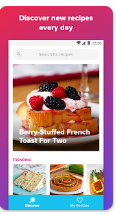 Discover new recipes
every day
Search for recipes
Berry-Stuffed French
Toast For Two
TRENDING
Discover
My Recipes